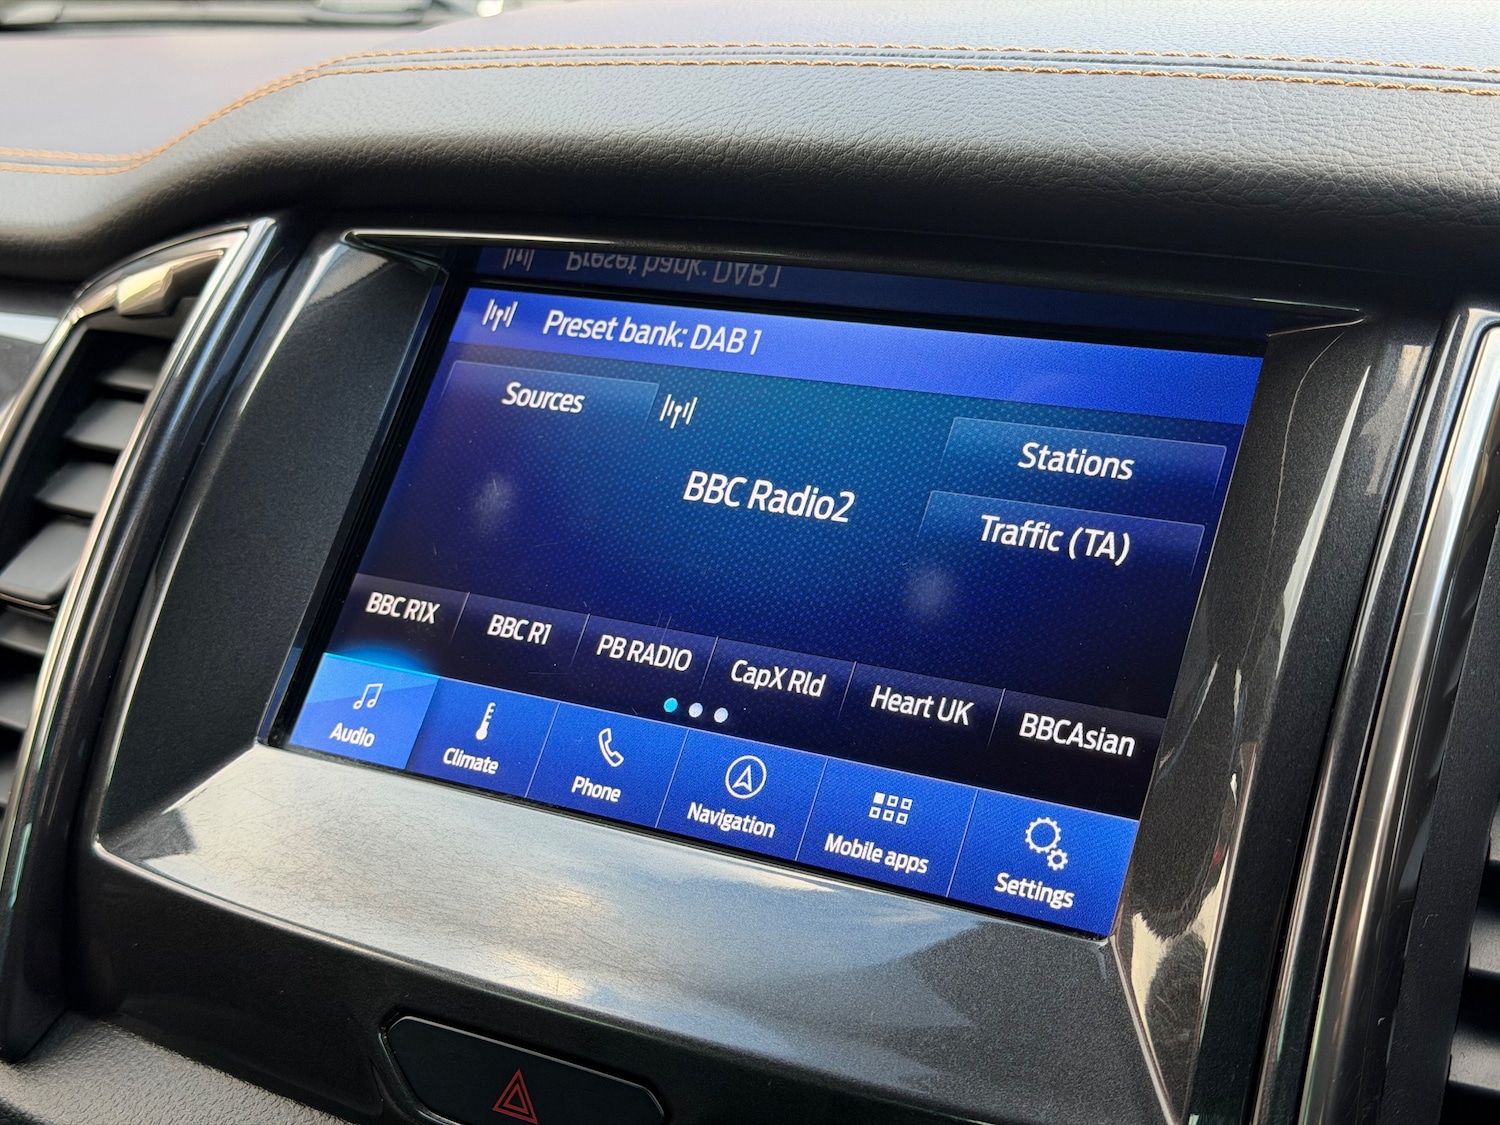 Preset bank: DAB 1
Sources
Stations
BBC Radio2
Traffic (TA)
BBC R1X
BBC R1
PB RADIO
CapX Rld
Heart UK
BBCAsian
Audio
Climate
Phone
Navigation
Mobile apps
Settings